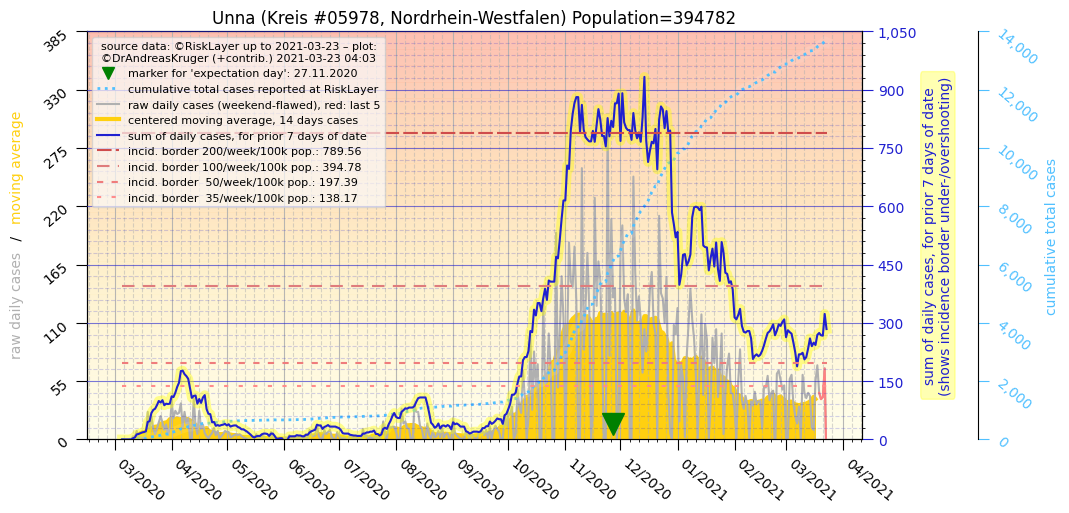 Unna (Kreis #05978, Nordrhein-Westfalen) Population=394782
source data: ©RiskLayer up to 2021-03-23 – plot:
©DrAndreasKruger (+contrib.) 2021-03-23 04:03
marker for 'expectation day': 27.11.2020
cumulative total cases reported at RiskLayer
raw daily cases (weekend-flawed), red: last 5
centered moving average, 14 days cases
sum of daily cases, for prior 7 days of date
incid. border 200/week/100k pop.: 789.56
incid. border 100/week/100k pop.: 394.78
incid. border  50/week/100k pop.: 197.39
incid. border  35/week/100k pop.: 138.17
raw daily cases / moving average
385
330
275
220
165
110
55
0
03/2020
04/2020
05/2020
06/2020
07/2020
08/2020
09/2020
10/2020
11/2020
12/2020
01/2021
02/2021
03/2021
04/2021
1,050
900
750
600
450
300
150
0
sum of daily cases, for prior 7 days of date
(shows incidence border under-/overshooting)
14,000
12,000
10,000
8,000
6,000
4,000
2,000
0
cumulative total cases